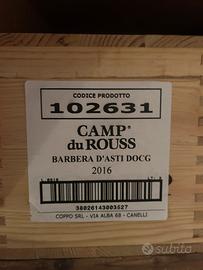 CODICE PRODOTTO
102631
CAMP®
du ROUSS
BARBERA D'ASTI DOCG
2016
38026143003527
COPPO SRL - VIA ALBA 68 - CANELLI
subito